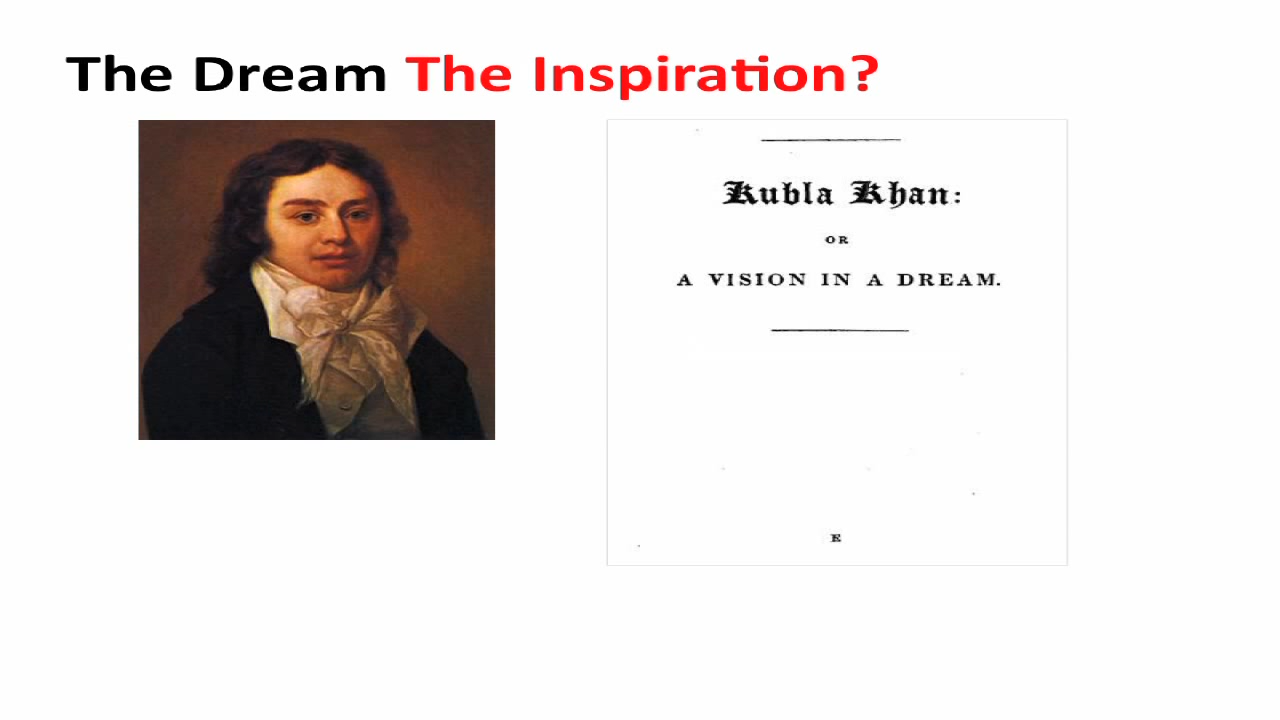 The Dream The Inspiration?
Kubla Khan:
OR
A VISION IN A DREAM.
E